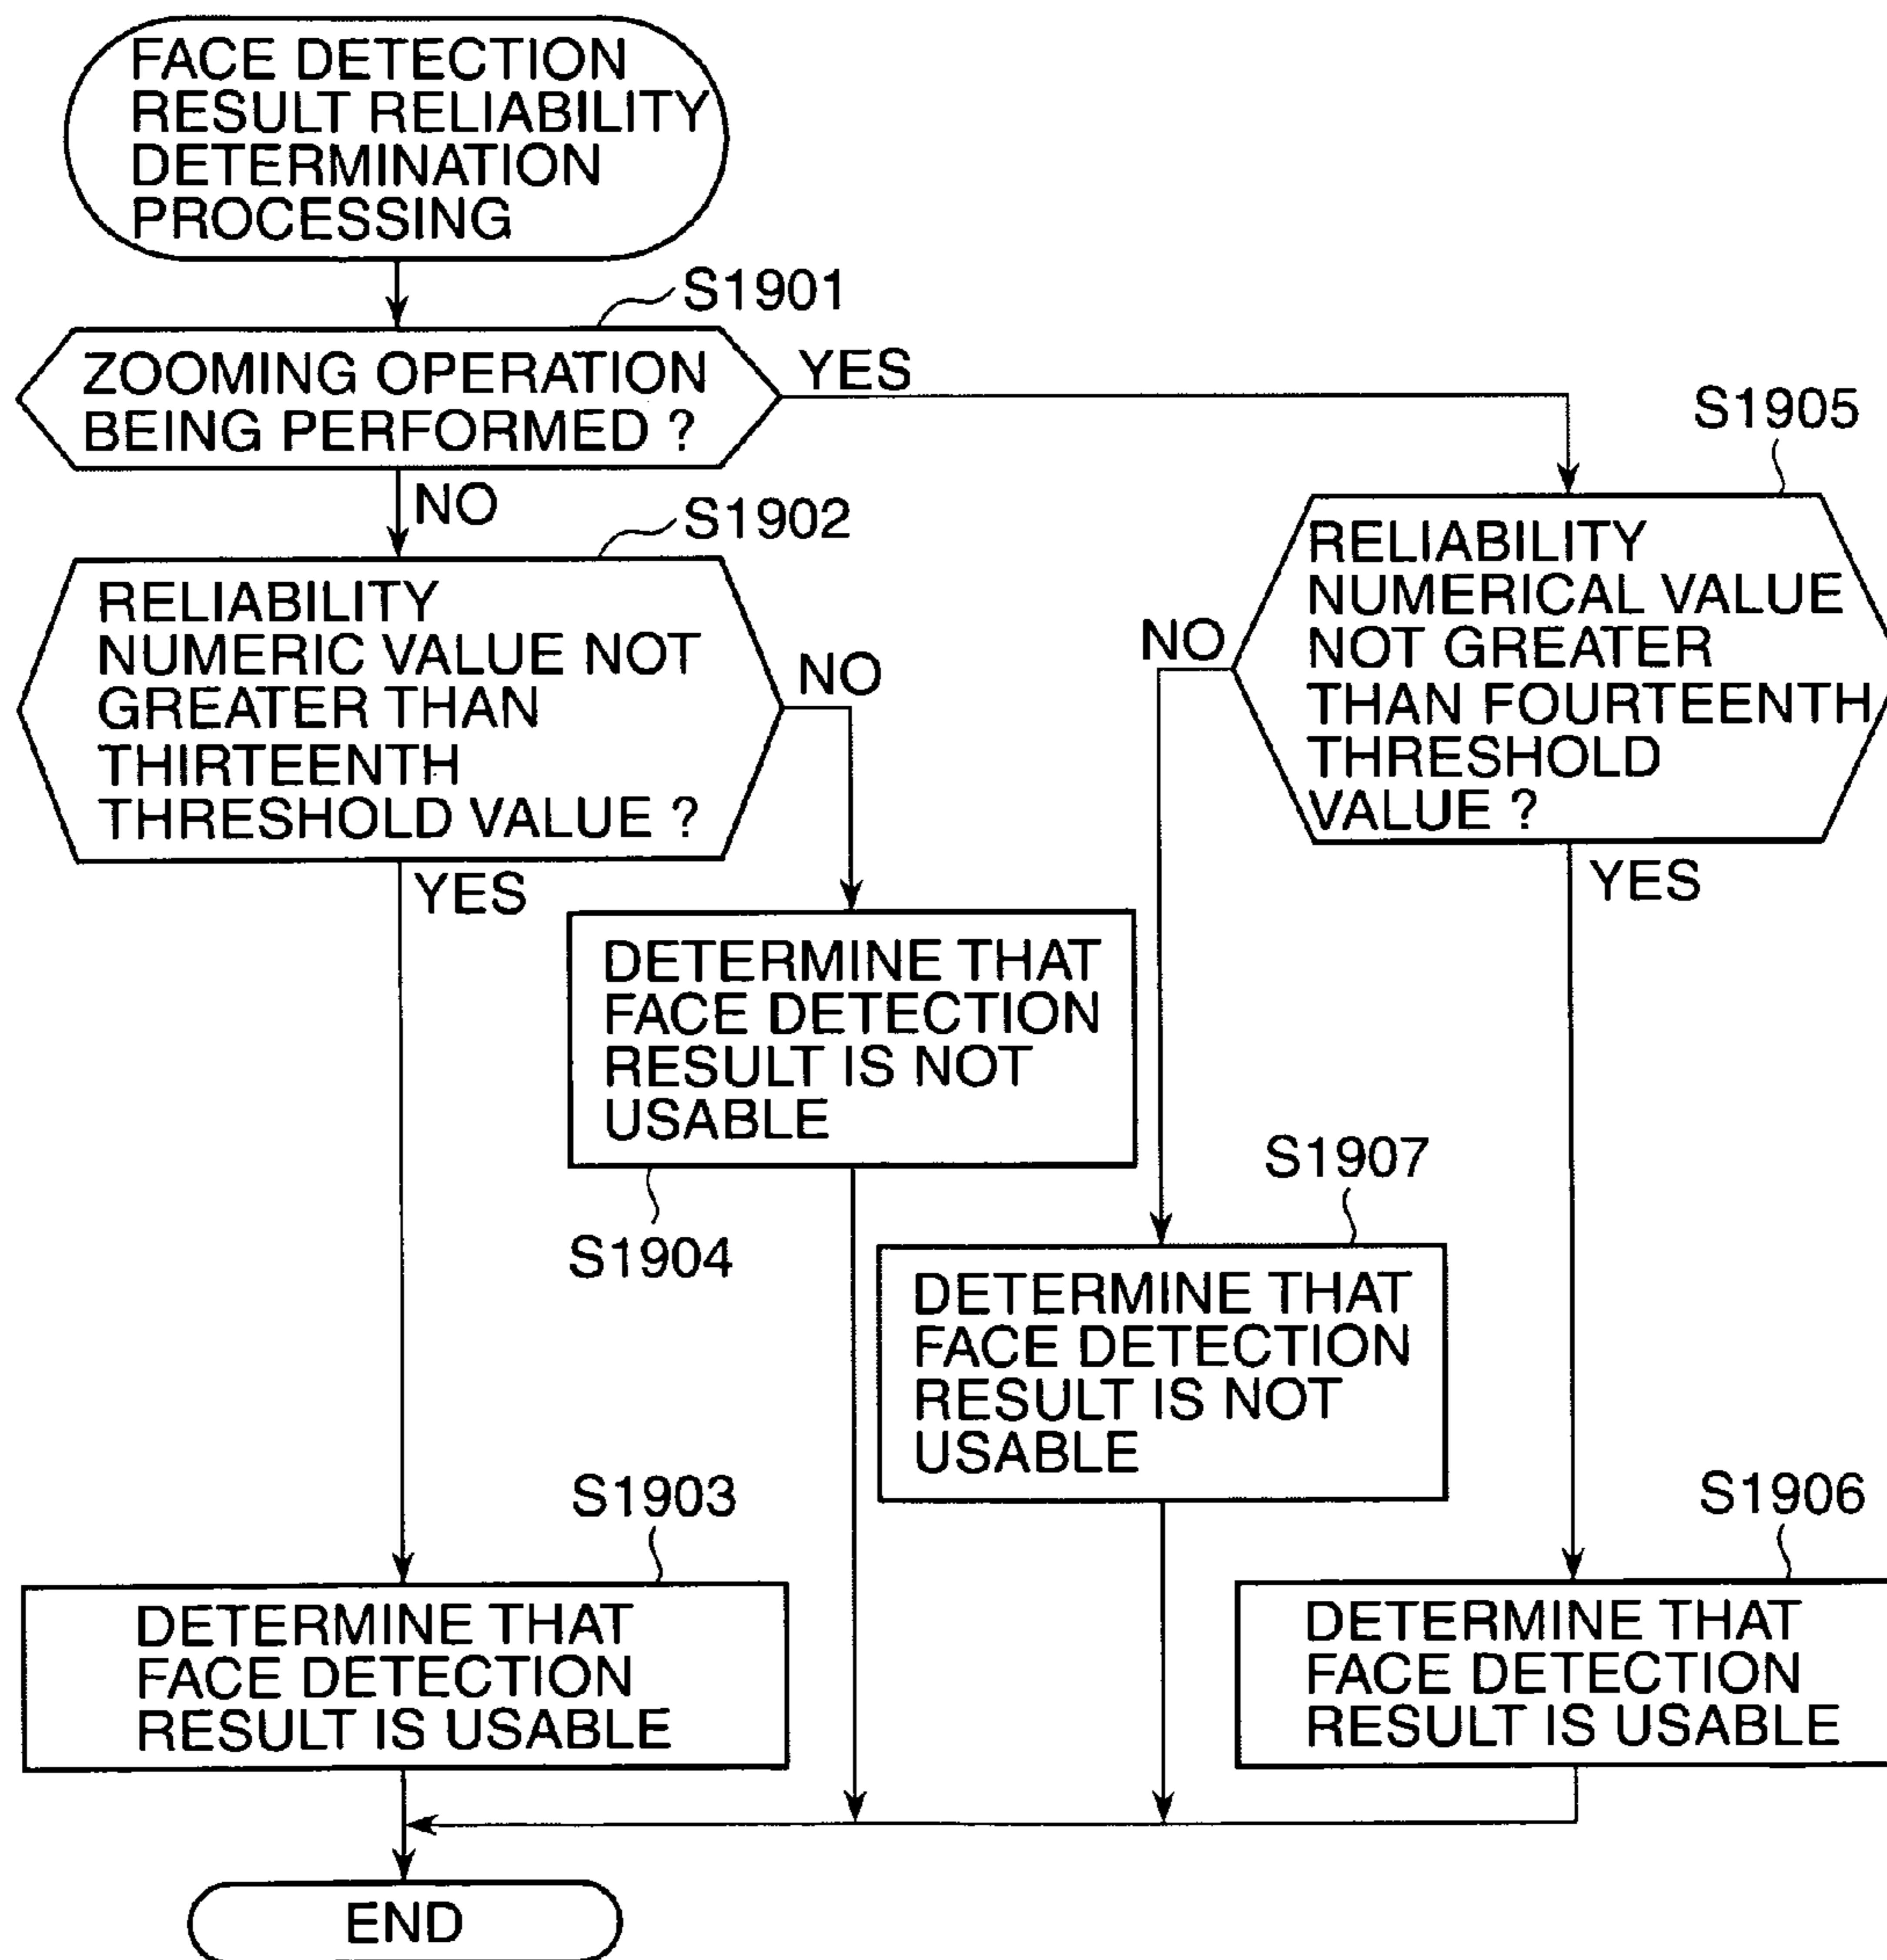 FACE DETECTION
RESULT RELIABILITY
DETERMINATION
PROCESSING
S1901
ZOOMING OPERATION
BEING PERFORMED ?
YES
NO
S1902
RELIABILITY
NUMERIC VALUE NOT
GREATER THAN
THIRTEENTH
THRESHOLD VALUE ?
NO
YES
S1905
RELIABILITY
NUMERICAL VALUE
NOT GREATER
THAN FOURTEENTH
THRESHOLD
VALUE ?
NO
YES
DETERMINE THAT
FACE DETECTION
RESULT IS NOT
USABLE
S1904
S1907
DETERMINE THAT
FACE DETECTION
RESULT IS NOT
USABLE
S1903
DETERMINE THAT
FACE DETECTION
RESULT IS USABLE
S1906
DETERMINE THAT
FACE DETECTION
RESULT IS USABLE
END